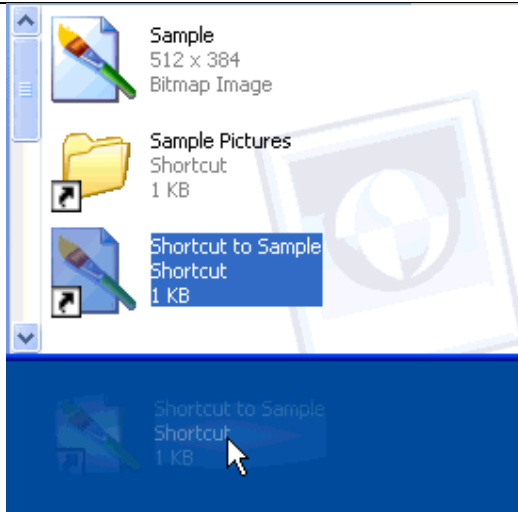 Sample
512 x 384
Bitmap Image
Sample Pictures
Shortcut
1 KB
Shortcut to Sample
Shortcut
1 KB
Shortcut to Sample
Shortcut
1 KB